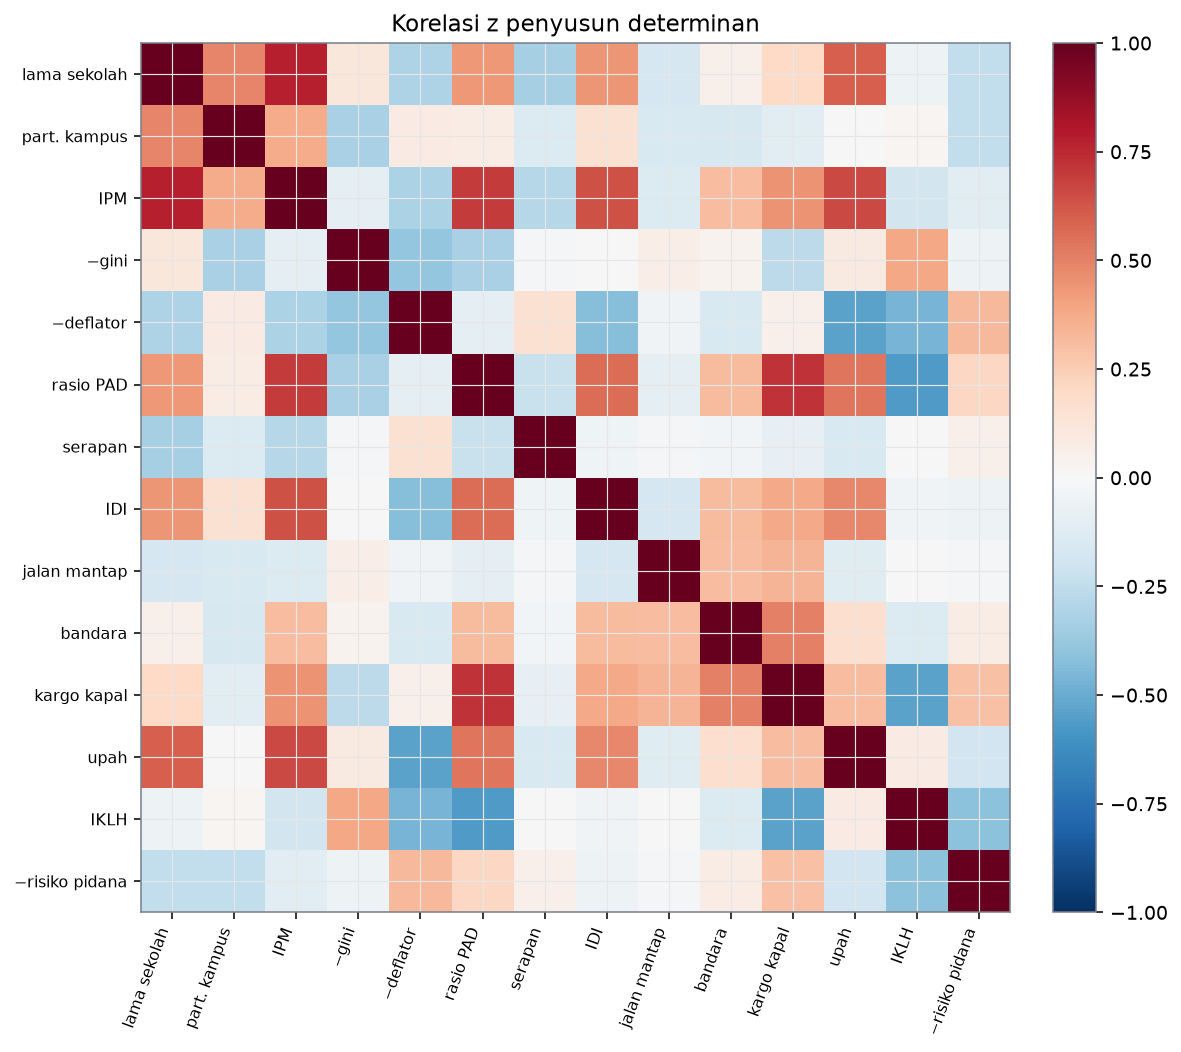 Korelasi z penyusun determinan
lama sekolah
part. kampus
IPM
−gini
−deflator
rasio PAD
serapan
IDI
jalan mantap
bandara
kargo kapal
upah
IKLH
−risiko pidana
lama sekolah
part. kampus
IPM
−gini
−deflator
rasio PAD
serapan
IDI
jalan mantap
bandara
kargo kapal
upah
IKLH
−risiko pidana
1.00
0.75
0.50
0.25
0.00
−0.25
−0.50
−0.75
−1.00